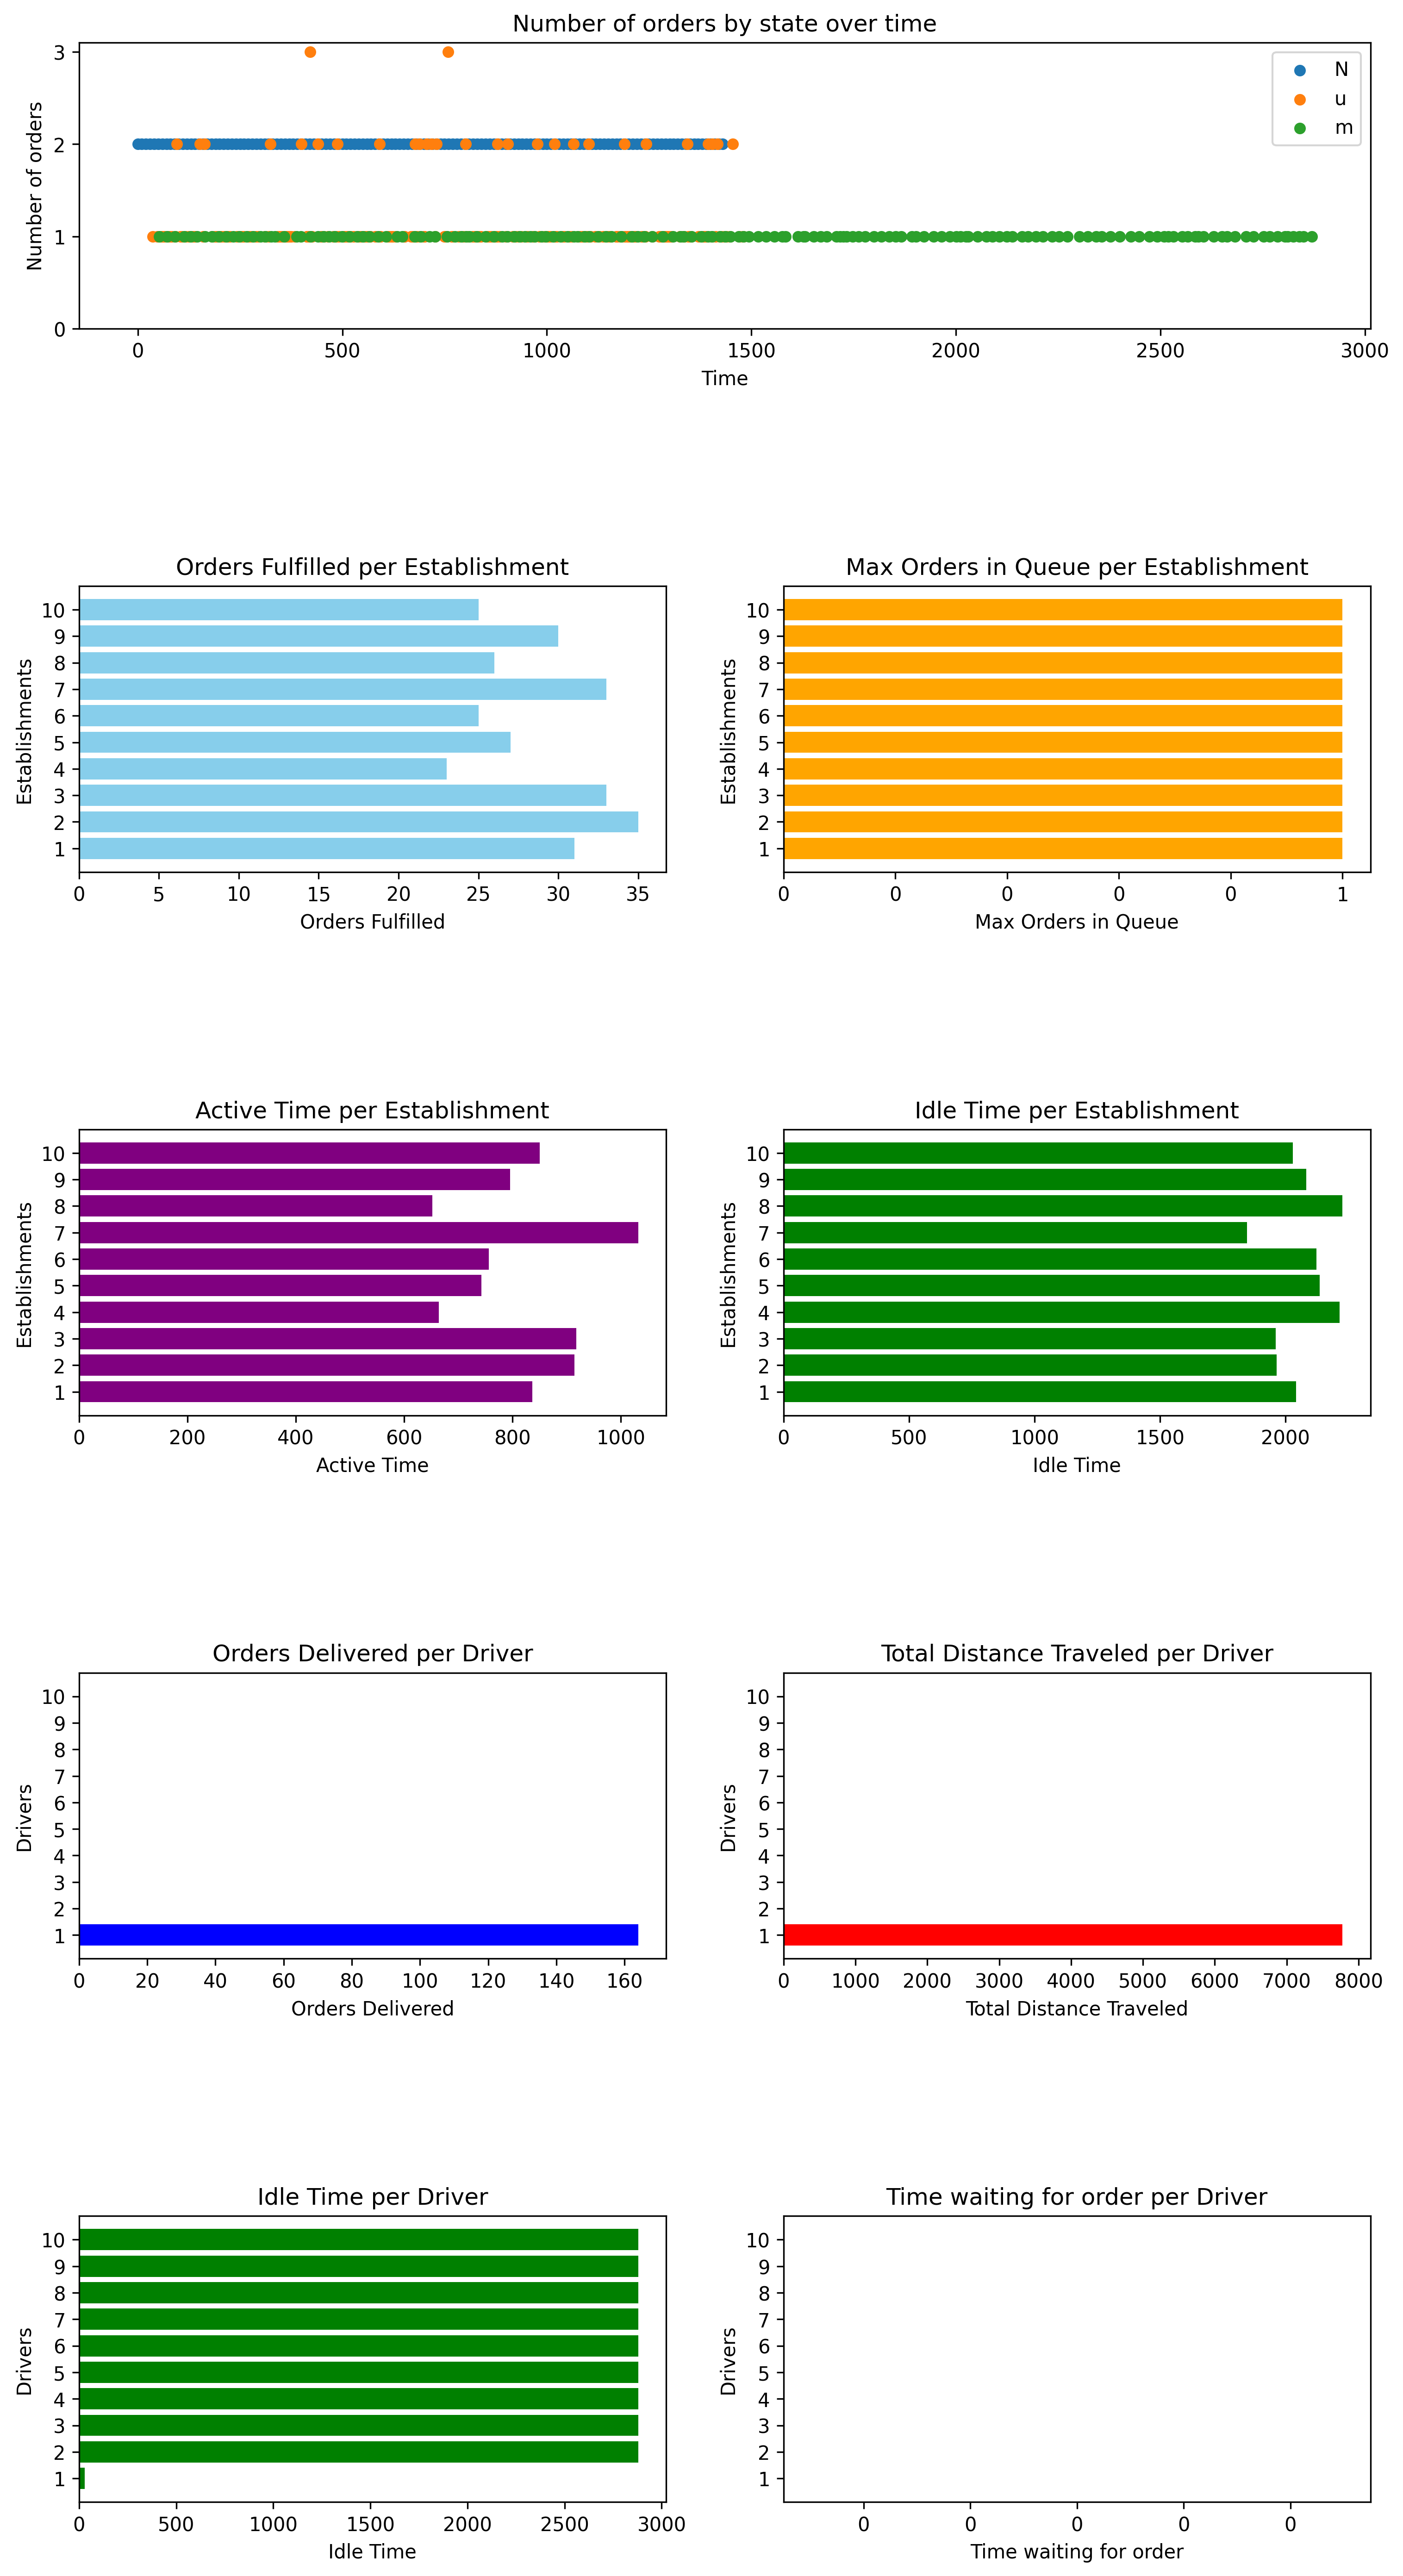 Number of orders by state over time
3
2
1
0
Number of orders
N
u
m
0 500 1000 1500 2000 2500 3000
Time
Orders Fulfilled per Establishment
10
9
8
7
6
5
4
3
2
1
Establishments
0 5 10 15 20 25 30 35
Orders Fulfilled
Max Orders in Queue per Establishment
10
9
8
7
6
5
4
3
2
1
Establishments
0 0 0 0 0 1
Max Orders in Queue
Active Time per Establishment
10
9
8
7
6
5
4
3
2
1
Establishments
0 200 400 600 800 1000
Active Time
Idle Time per Establishment
10
9
8
7
6
5
4
3
2
1
Establishments
0 500 1000 1500 2000
Idle Time
Orders Delivered per Driver
10
9
8
7
6
5
4
3
2
1
Drivers
0 20 40 60 80 100 120 140 160
Orders Delivered
Total Distance Traveled per Driver
10
9
8
7
6
5
4
3
2
1
Drivers
0 1000 2000 3000 4000 5000 6000 7000 8000
Total Distance Traveled
Idle Time per Driver
10
9
8
7
6
5
4
3
2
1
Drivers
0 500 1000 1500 2000 2500 3000
Idle Time
Time waiting for order per Driver
10
9
8
7
6
5
4
3
2
1
Drivers
0 0 0 0 0
Time waiting for order